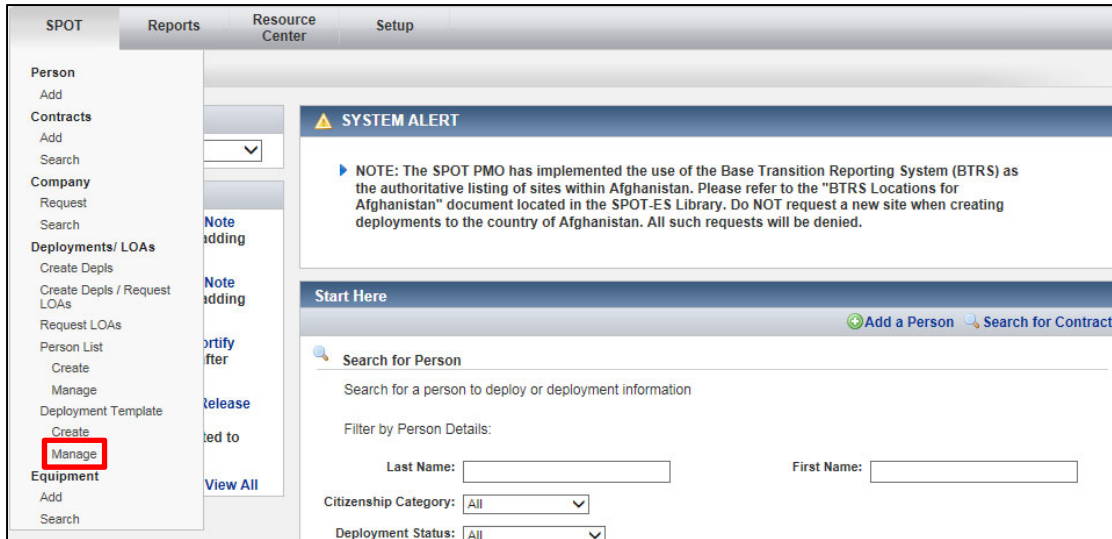 SPOT
Reports
Resource
Center
Setup
Person
Add
Contracts
Add
Search
Company
Request
Search
Deployments/ LOAs
Create Depls
Create Depls / Request
LOAs
Request LOAs
Person List
Create
Manage
Deployment Template
Create
Manage
Equipment
Add
Search
Note
adding
Note
adding
ortify
fter
Release
ted to
View All
SYSTEM ALERT
NOTE: The SPOT PMO has implemented the use of the Base Transition Reporting System (BTRS) as
the authoritative listing of sites within Afghanistan. Please refer to the "BTRS Locations for
Afghanistan" document located in the SPOT-ES Library. Do NOT request a new site when creating
deployments to the country of Afghanistan. All such requests will be denied.
Start Here
Add a Person
Search for Contract
Search for Person
Search for a person to deploy or deployment information
Filter by Person Details:
Last Name:
First Name:
Citizenship Category: All
Deployment Status: All